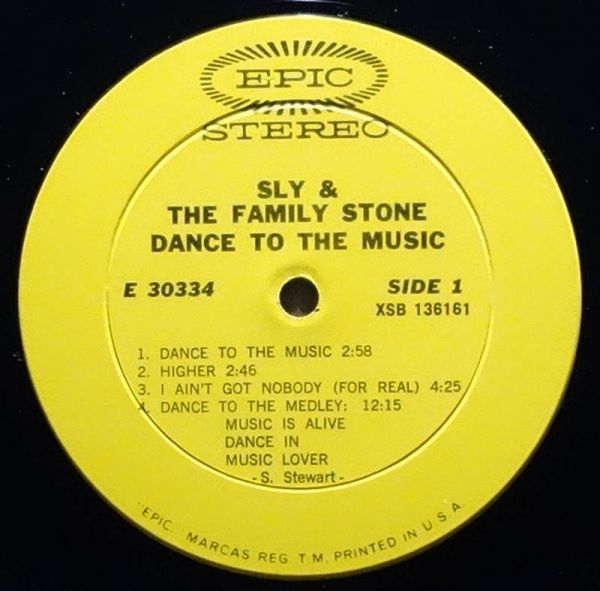 EPIC
STEREO
SLY &
THE FAMILY STONE
DANCE TO THE MUSIC
E 30334
SIDE 1
XSB 136161
1. DANCE TO THE MUSIC 2:58
2. HIGHER 2:46
3. I AIN'T GOT NOBODY (FOR REAL) 4:25
4. DANCE TO THE MEDLEY: 12:15
MUSIC IS ALIVE
DANCE IN
MUSIC LOVER
- S. Stewart -
"EPIC, MARCAS REG. T.M. PRINTED IN U.S.A.